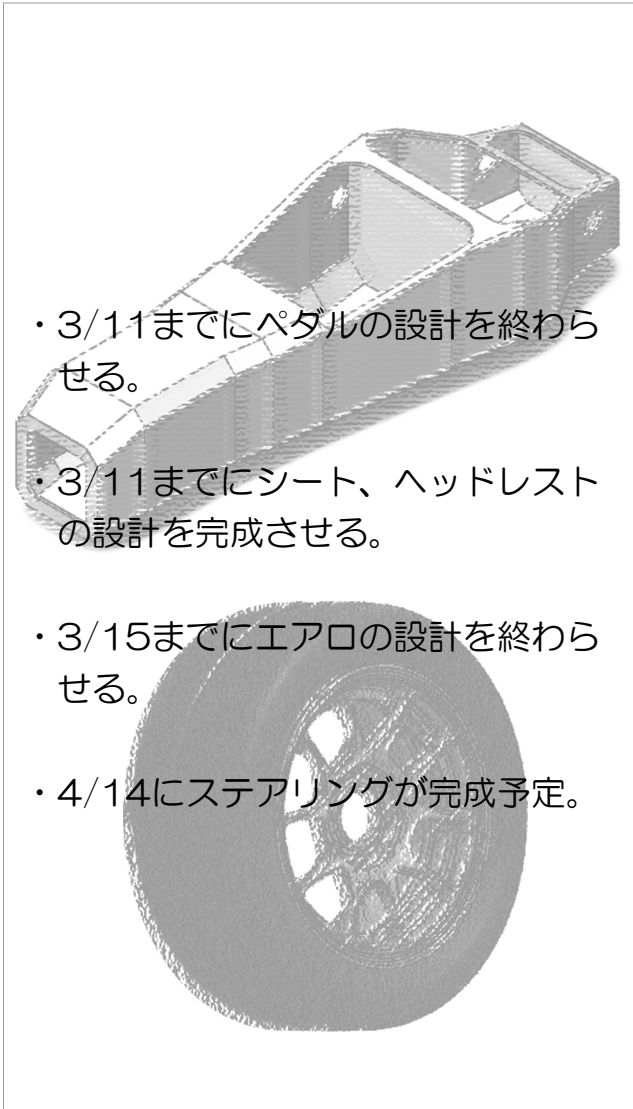 ・3/11までにペダルの設計を終わら
せる。
・3/11までにシート、ヘッドレスト
の設計を完成させる。
・3/15までにエアロの設計を終わら
せる。
・4/14にステアリングが完成予定。